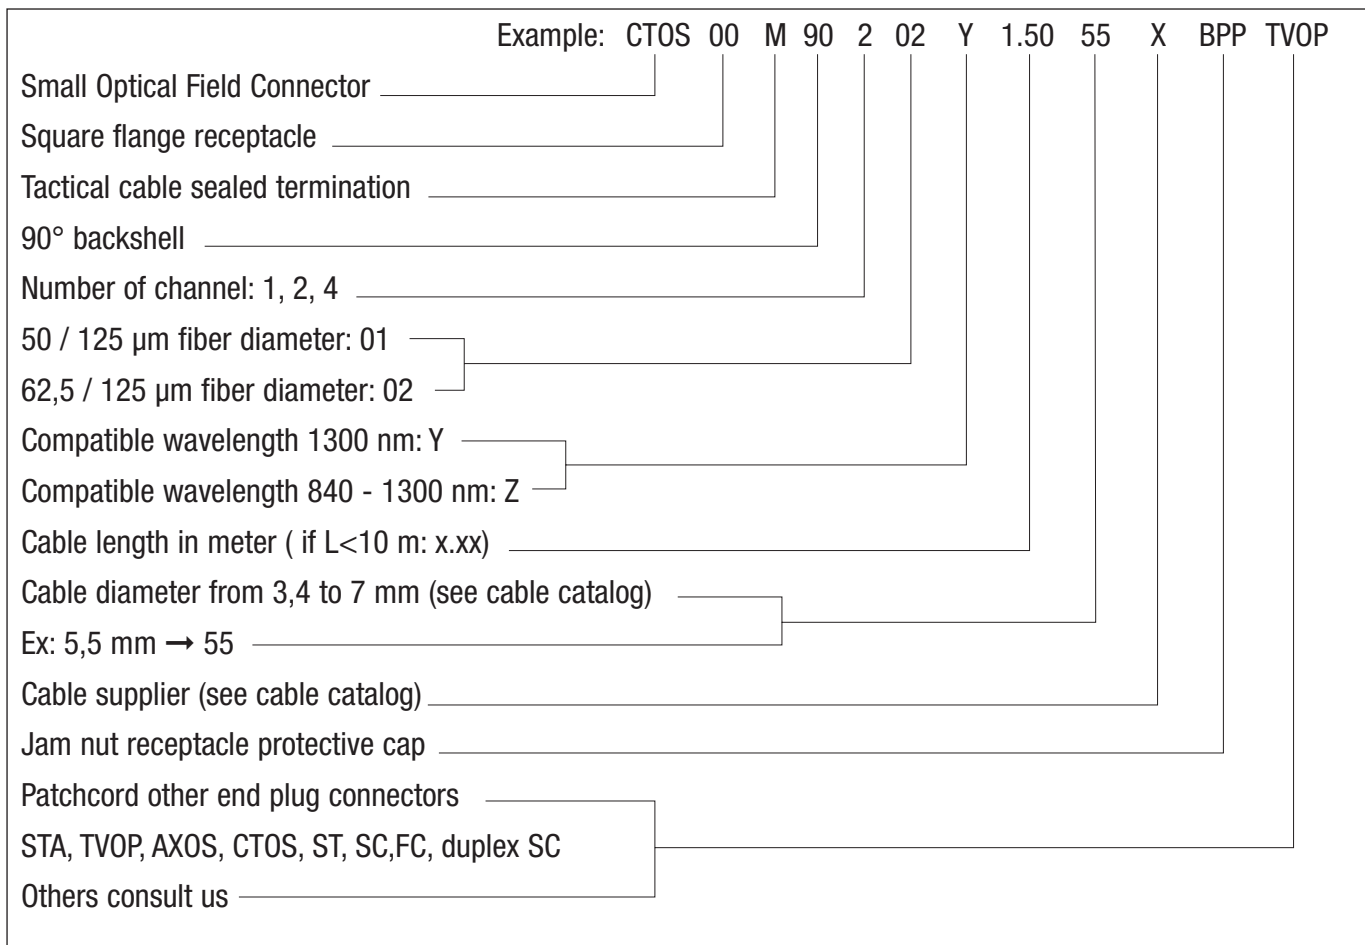 Example: CTOS 00 M 90 2 02 Y 1.50 55 X BPP TVOP
Small Optical Field Connector
Square flange receptacle
Tactical cable sealed termination
90° backshell
Number of channel: 1, 2, 4
50 / 125 µm fiber diameter: 01
62,5 / 125 µm fiber diameter: 02
Compatible wavelength 1300 nm: Y
Compatible wavelength 840 - 1300 nm: Z
Cable length in meter ( if L<10 m: x.xx)
Cable diameter from 3,4 to 7 mm (see cable catalog)
Ex: 5,5 mm → 55
Cable supplier (see cable catalog)
Jam nut receptacle protective cap
Patchcord other end plug connectors
STA, TVOP, AXOS, CTOS, ST, SC,FC, duplex SC
Others consult us